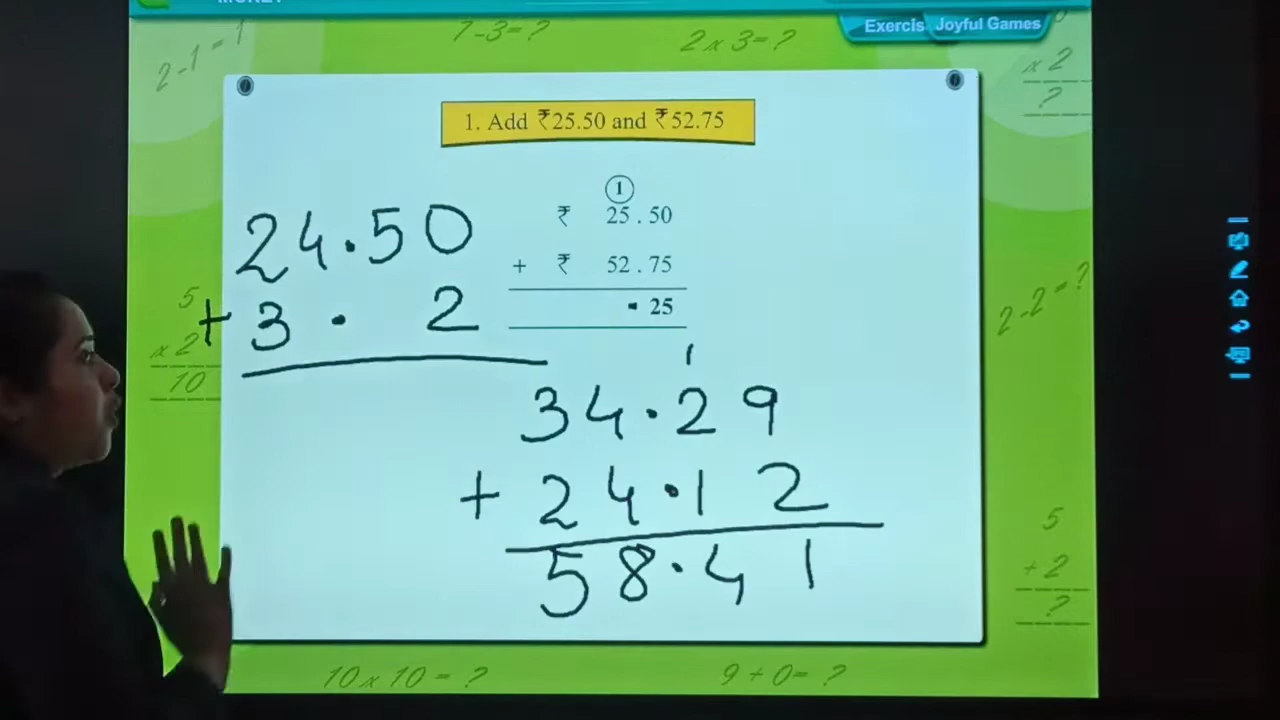 Exercis Joyful Games
2-1=1
7-3=?
2x3=?
x 2
?
1. Add ₹25.50 and ₹52.75
1
₹ 25.50
+ ₹ 52.75
. 25
24.50
+ 3. 2
1
34.29
+ 24.12
58.41
5
x 2
10
2-2=?
5
+ 2
?
10x10=?
9+0=?